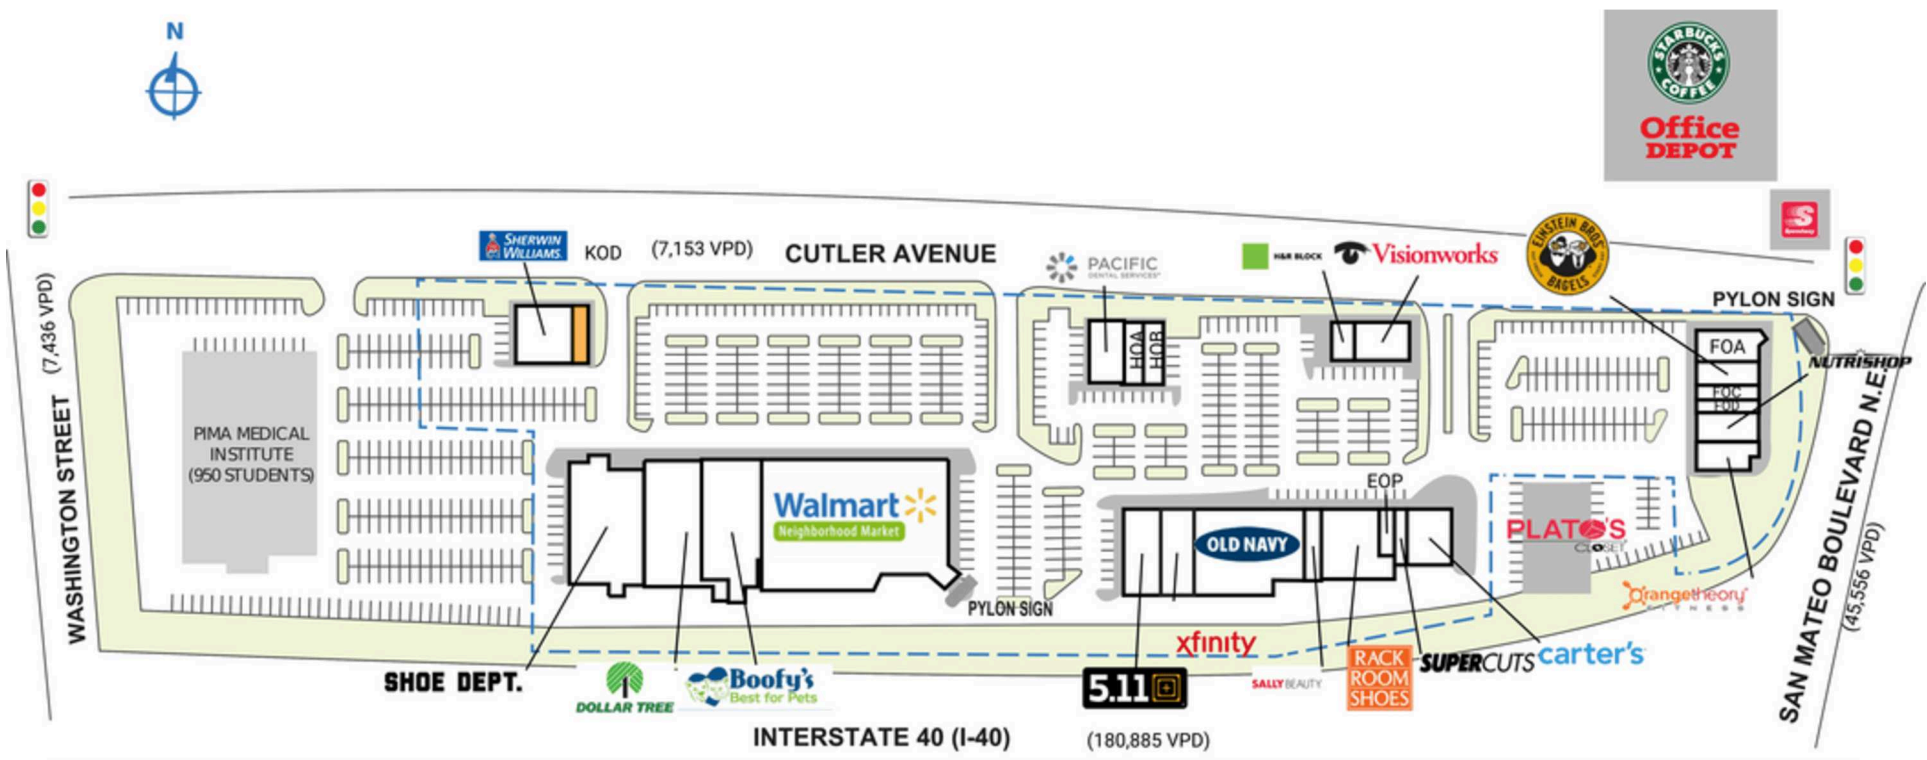 N
STARBUCKS
COFFEE
Office
DEPOT
S
Speedway
SHERWIN
WILLIAMS.
KOD
(7,153 VPD)
CUTLER AVENUE
PACIFIC
DENTAL SERVICES
H&R BLOCK
Visionworks
EINSTEIN BROS
BAGELS
PYLON SIGN
NUTRISHOP
FOA
FOC
FOD
HOA
HOB
WASHINGTON STREET
(7,436 VPD)
PIMA MEDICAL
INSTITUTE
(950 STUDENTS)
Walmart
Neighborhood Market
OLD NAVY
EOP
PLATO'S
CLOSET
SAN MATEO BOULEVARD N.E.
(45,556 VPD)
PYLON SIGN
orangetheory
FITNESS
xfinity
SHOE DEPT.
DOLLAR TREE
Boofy's
Best for Pets
5.11
SALLY BEAUTY
RACK
ROOM
SHOES
SUPERCUTS
carter's
INTERSTATE 40 (I-40)
(180,885 VPD)